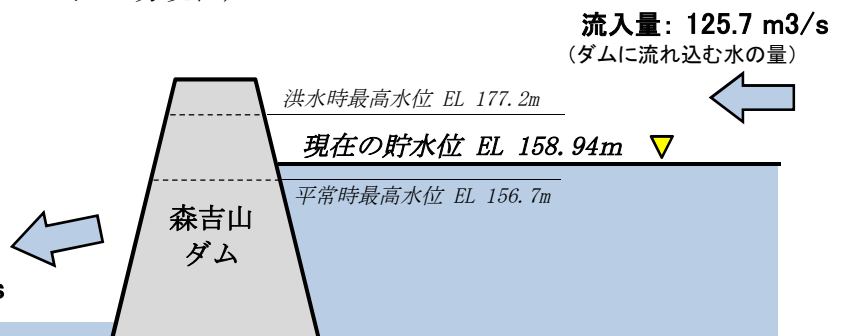 流入量: 125.7 m3/s
（ダムに流れ込む水の量）
洪水時最高水位 EL 177.2m
現在の貯水位 EL 158.94m
平常時最高水位 EL 156.7m
森吉山
ダム
s